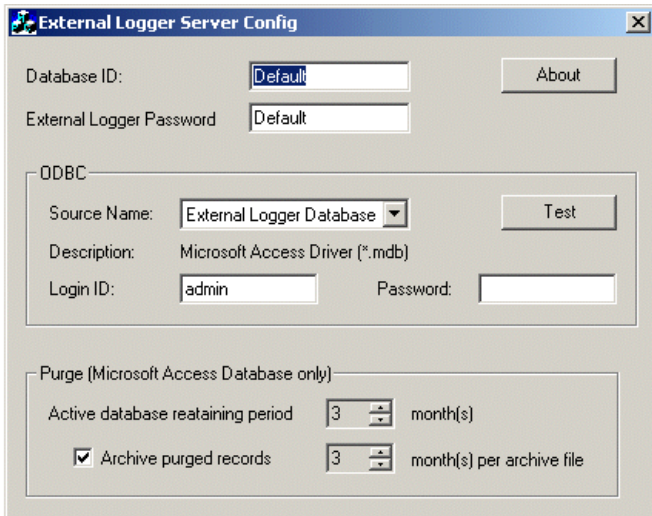 External Logger Server Config
Database ID: Default About
External Logger Password Default
ODBC
Source Name: External Logger Database Test
Description: Microsoft Access Driver (*.mdb)
Login ID: admin Password:
Purge (Microsoft Access Database only)
Active database reataining period 3 month(s)
Archive purged records 3 month(s) per archive file